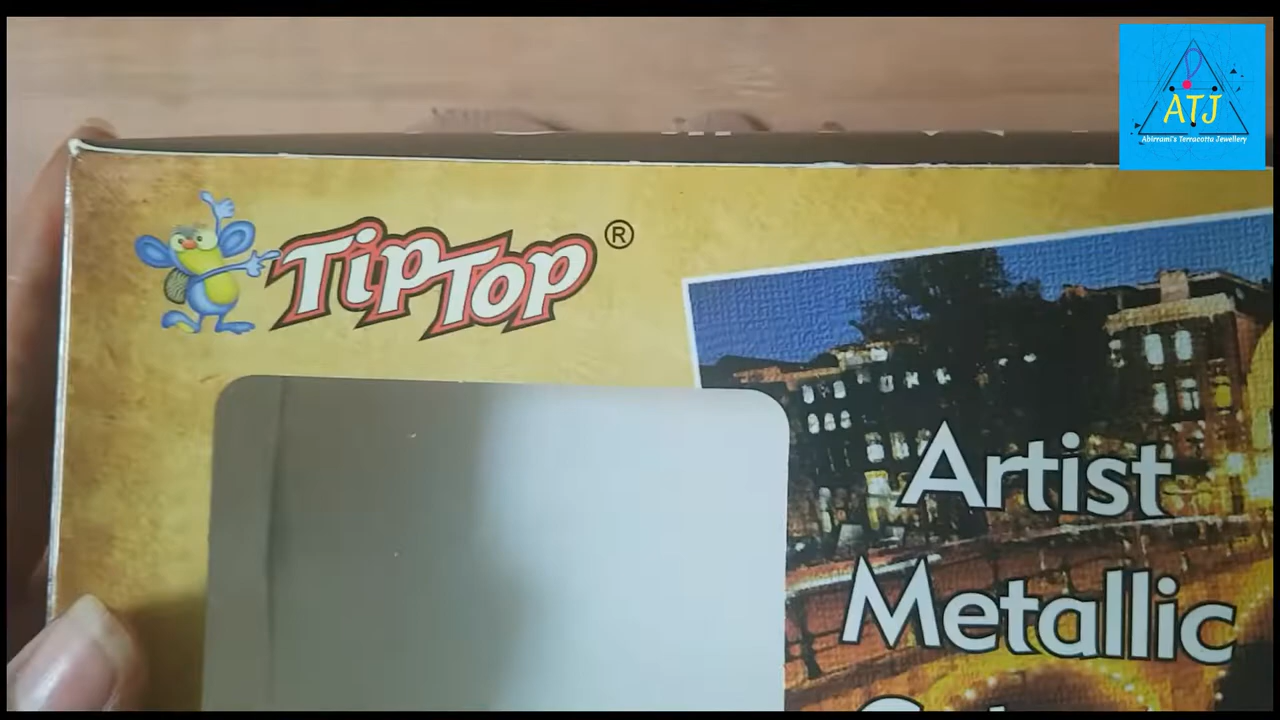 ATJ
Abirrami's Terracotta Jewellery
TipTop ®
Artist
Metallic